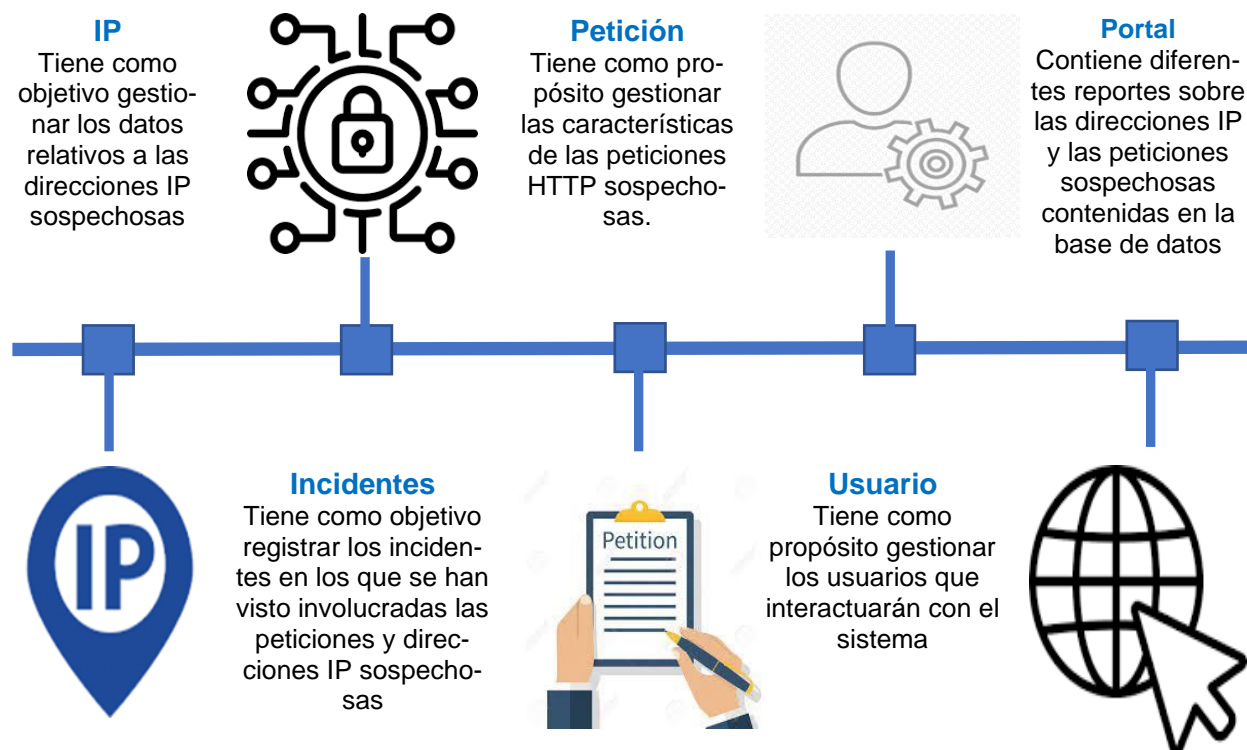 IP
Tiene como
objetivo gestio-
nar los datos
relativos a las
direcciones IP
sospechosas
Petición
Tiene como pro-
pósito gestionar
las características
de las peticiones
HTTP sospecho-
sas.
Portal
Contiene diferen-
tes reportes sobre
las direcciones IP
y las peticiones
sospechosas
contenidas en la
base de datos
IP
Incidentes
Tiene como objetivo
registrar los inciden-
tes en los que se han
visto involucradas las
peticiones y direc-
ciones IP sospecho-
sas
Petition
Usuario
Tiene como
propósito gestionar
los usuarios que
interactuarán con el
sistema